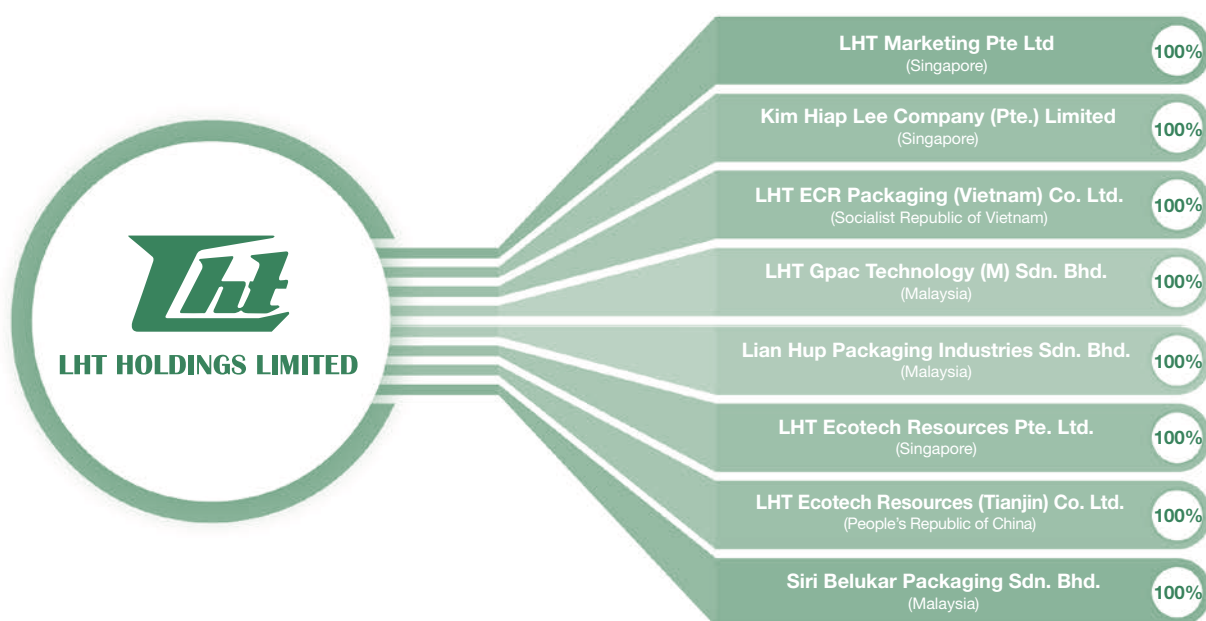 Lht
LHT HOLDINGS LIMITED
LHT Marketing Pte Ltd
(Singapore)
100%
Kim Hiap Lee Company (Pte.) Limited
(Singapore)
100%
LHT ECR Packaging (Vietnam) Co. Ltd.
(Socialist Republic of Vietnam)
100%
LHT Gpac Technology (M) Sdn. Bhd.
(Malaysia)
100%
Lian Hup Packaging Industries Sdn. Bhd.
(Malaysia)
100%
LHT Ecotech Resources Pte. Ltd.
(Singapore)
100%
LHT Ecotech Resources (Tianjin) Co. Ltd.
(People's Republic of China)
100%
Siri Belukar Packaging Sdn. Bhd.
(Malaysia)
100%